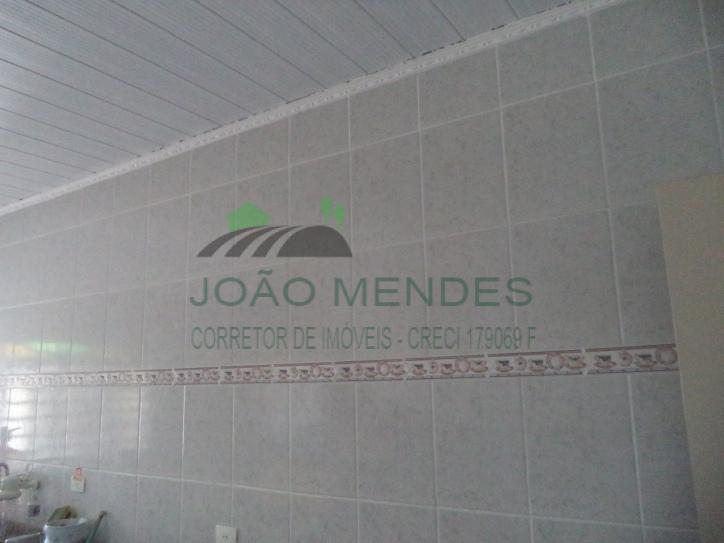 JOÃO MENDES
CORRETOR DE IMÓVEIS - CRECI 179069 F